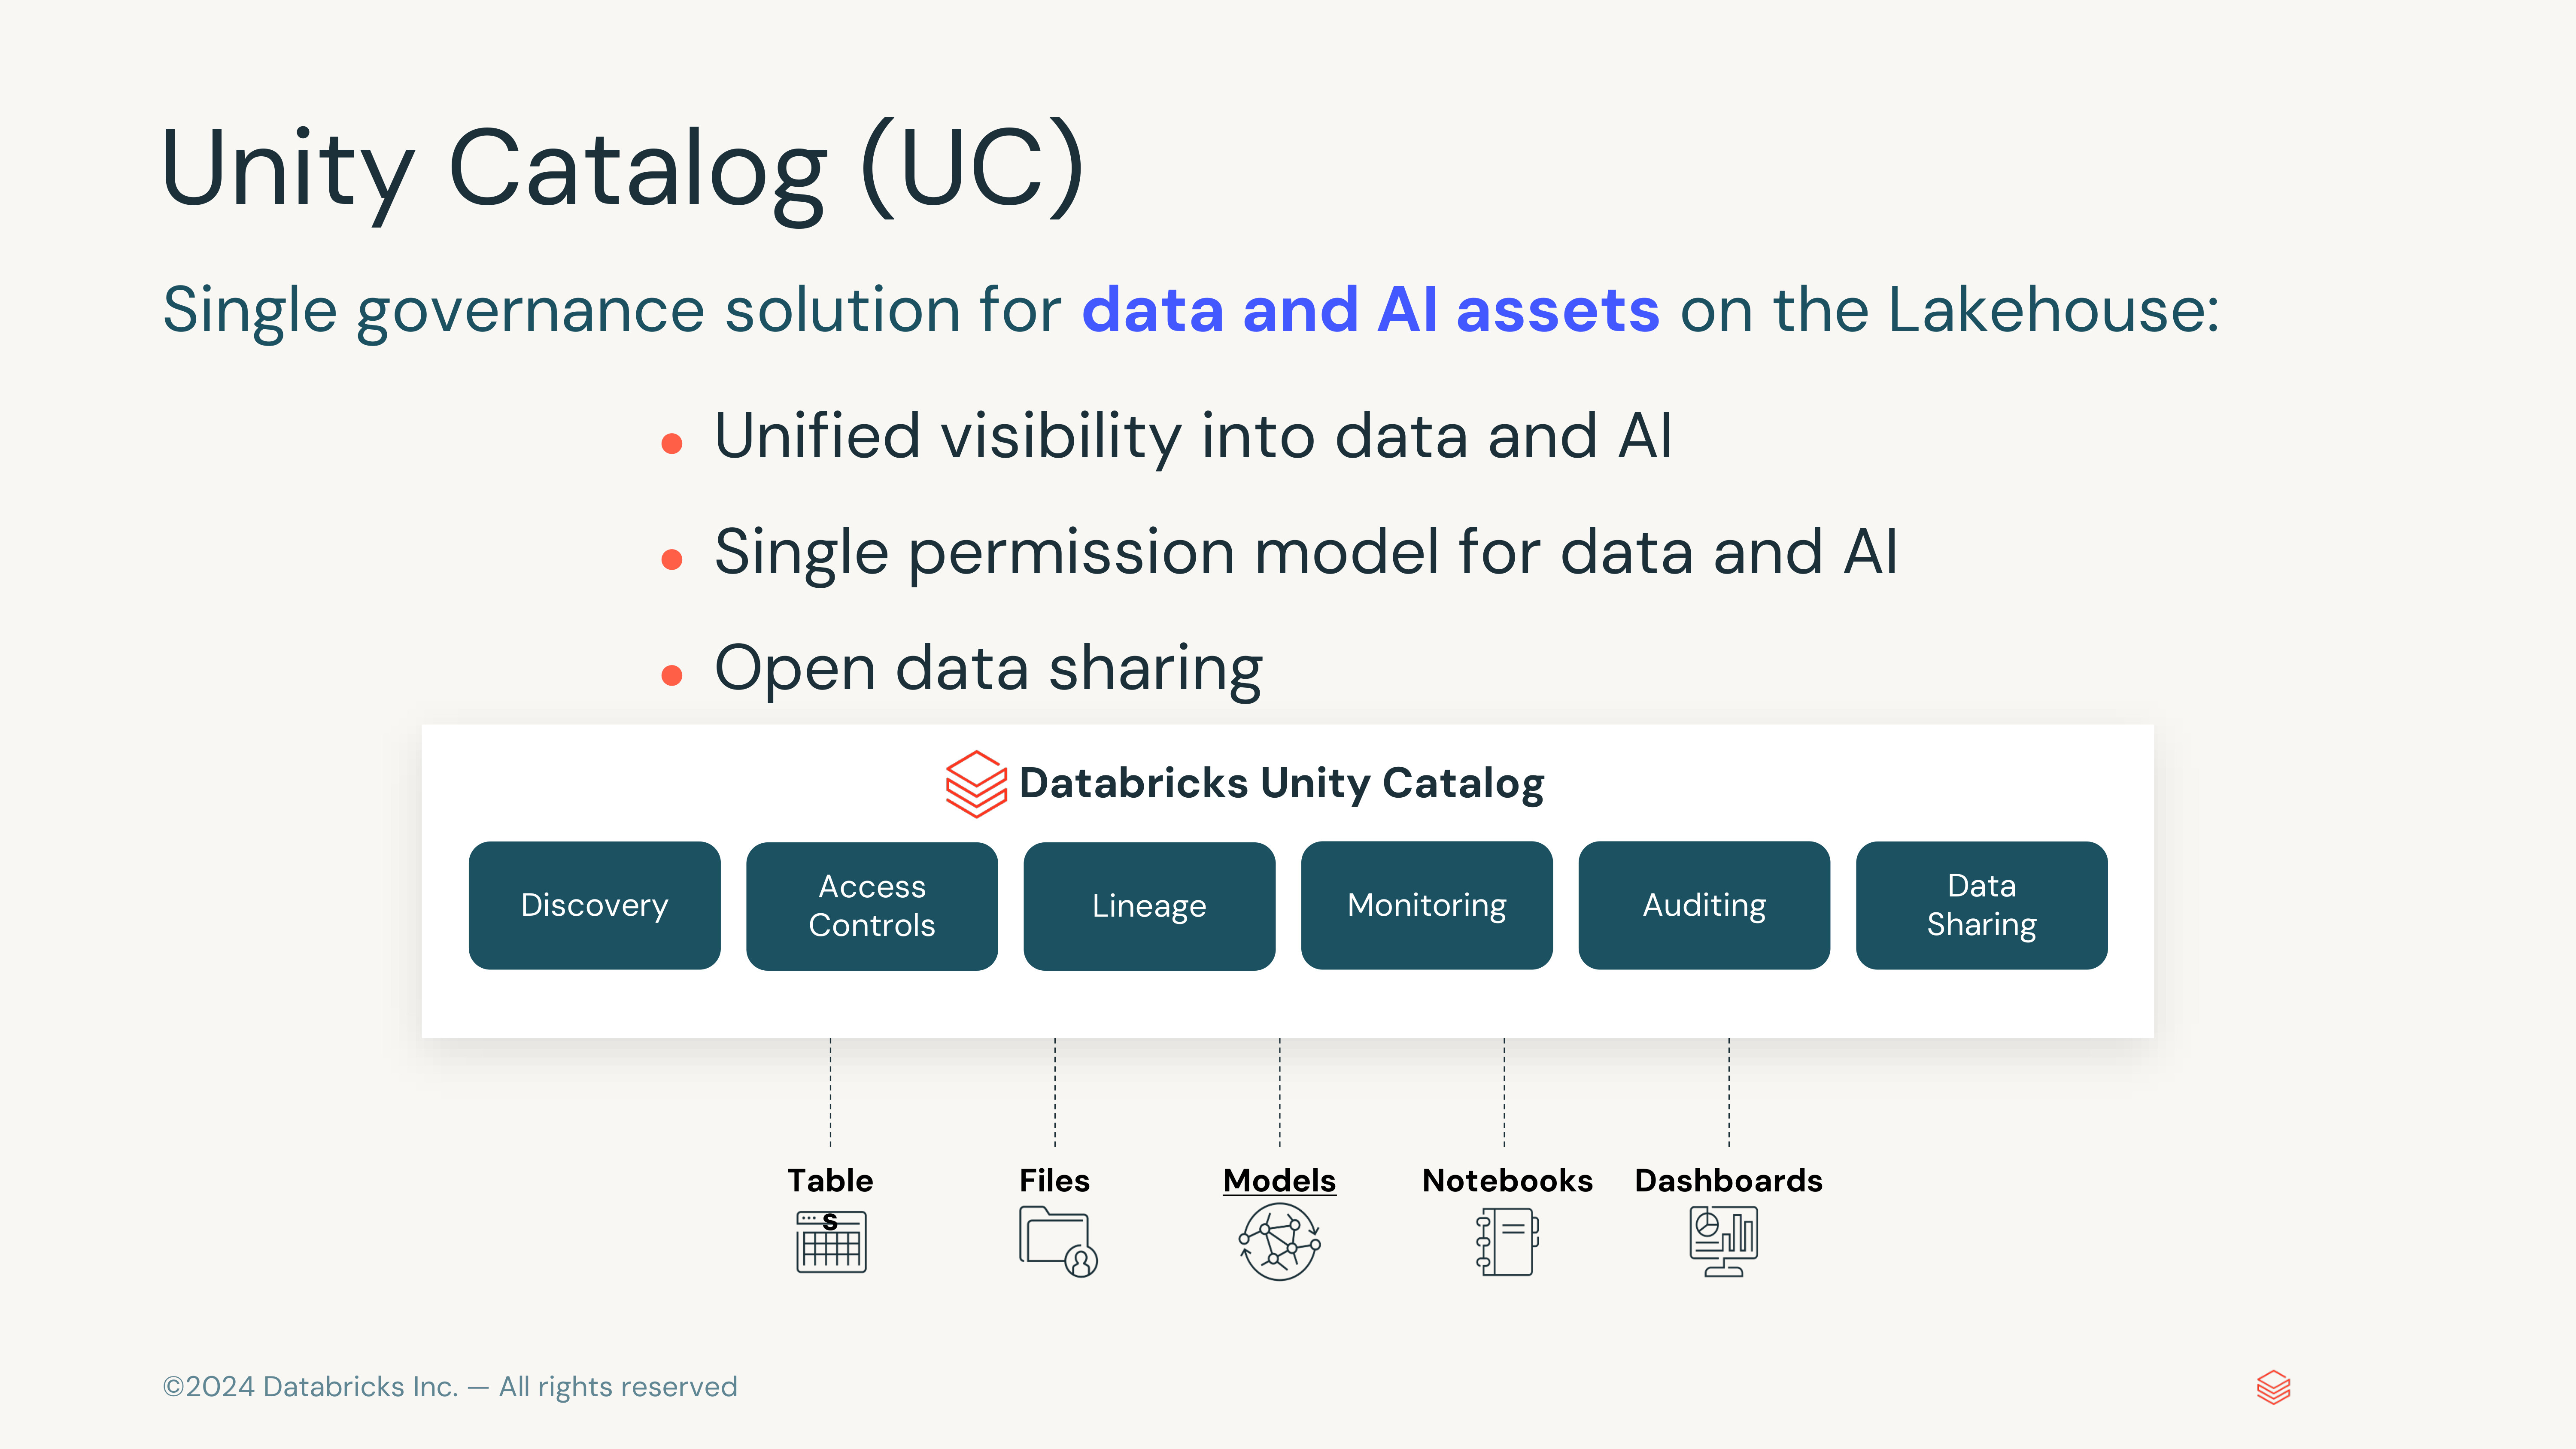 Unity Catalog (UC)
Single governance solution for data and AI assets on the Lakehouse:
• Unified visibility into data and AI
• Single permission model for data and AI
• Open data sharing
Databricks Unity Catalog
Discovery
Access
Controls
Lineage
Monitoring
Auditing
Data
Sharing
Table
s
Files
Models
Notebooks
Dashboards
©2024 Databricks Inc. — All rights reserved